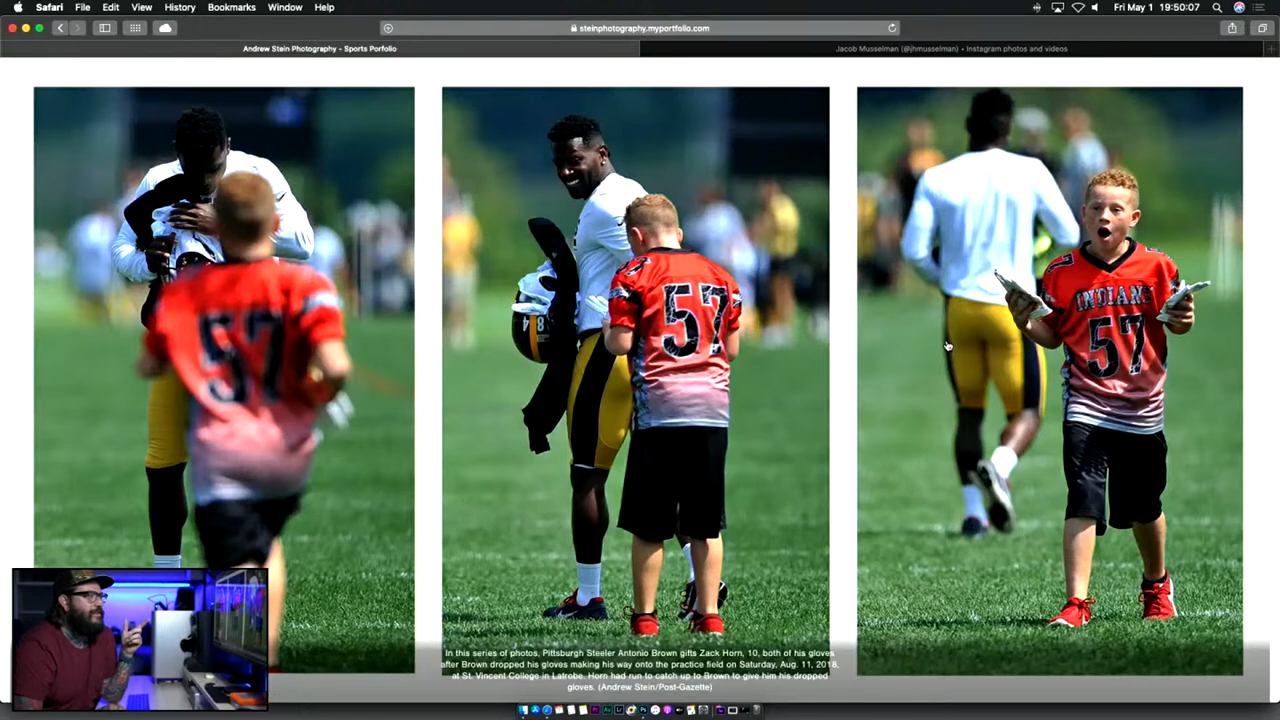 Safari File Edit View History Bookmarks Window Help
Fri May 1 19:50:07
steinphotography.myportfolio.com
Andrew Stein Photography - Sports Porfolio
Jacob Musselman (@jhmusselman) • Instagram photos and videos
57
84
57
INDIANS
57
In this series of photos, Pittsburgh Steeler Antonio Brown gifts Zack Horn, 10, both of his gloves
after Brown dropped his gloves making his way onto the practice field on Saturday, Aug. 11, 2018,
at St. Vincent College in Latrobe. Horn had run to catch up to Brown to give him his dropped
gloves. (Andrew Stein/Post-Gazette)